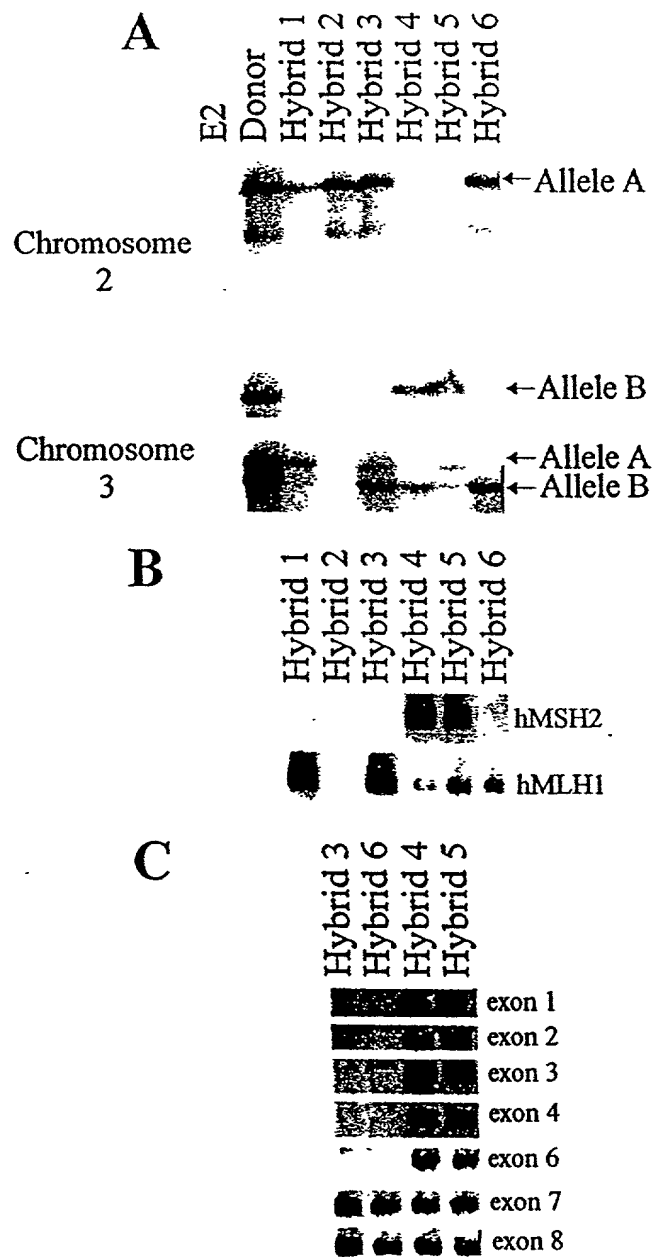 A
E2
Donor
Hybrid 1
Hybrid 2
Hybrid 3
Hybrid 4
Hybrid 5
Hybrid 6
Chromosome
2
←Allele A
←Allele B
Chromosome
3
←Allele A
←Allele B
B
Hybrid 1
Hybrid 2
Hybrid 3
Hybrid 4
Hybrid 5
Hybrid 6
hMSH2
hMLH1
C
Hybrid 3
Hybrid 6
Hybrid 4
Hybrid 5
exon 1
exon 2
exon 3
exon 4
exon 6
exon 7
exon 8